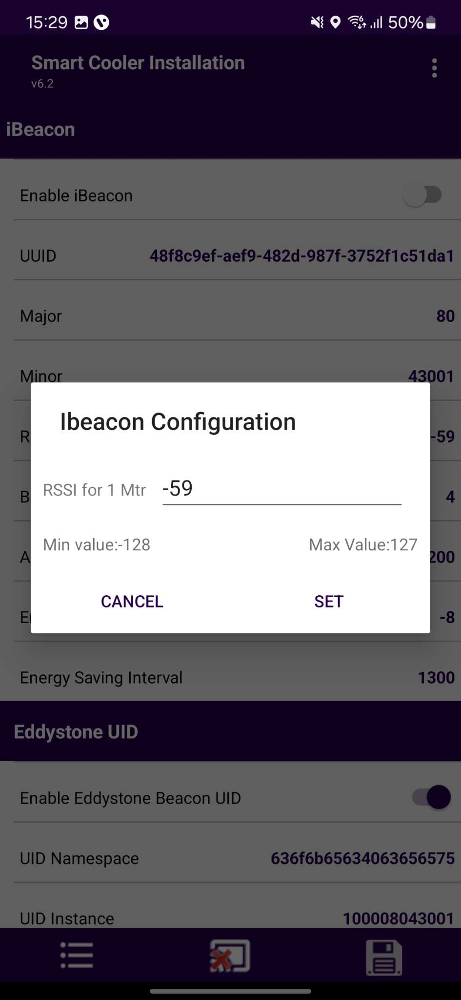 15:29 50%
Smart Cooler Installation
v6.2
iBeacon
Enable iBeacon
UUID 48f8c9ef-aef9-482d-987f-3752f1c51da1
Major 80
Minor 43001
Ibeacon Configuration
R -59
RSSI for 1 Mtr -59
B 4
Min value:-128 Max Value:127
A 200
CANCEL SET
E -8
Energy Saving Interval 1300
Eddystone UID
Enable Eddystone Beacon UID
UID Namespace 636f6b65634063656575
UID Instance 100008043001